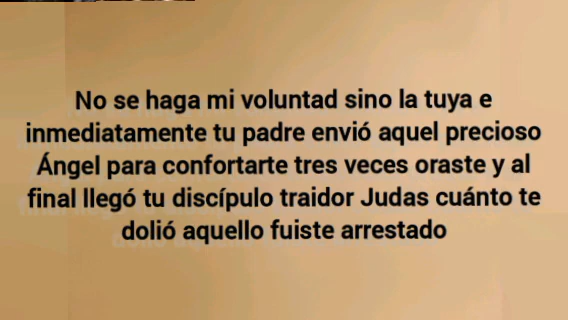 No se haga mi voluntad sino la tuya e
inmediatamente tu padre envió aquel precioso
Ángel para confortarte tres veces oraste y al
final llegó tu discípulo traidor Judas cuánto te
dolió aquello fuiste arrestado